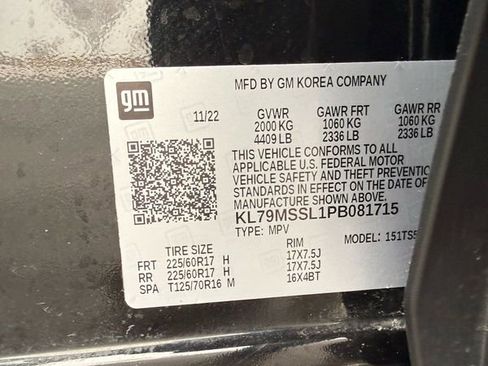 gm
MFD BY GM KOREA COMPANY
11/22 GVWR GAWR FRT GAWR RR
2000 KG 1060 KG 1060 KG
4409 LB 2336 LB 2336 LB
THIS VEHICLE CONFORMS TO ALL
APPLICABLE U.S. FEDERAL MOTOR
VEHICLE SAFETY AND THEFT PREVENTION
STANDARDS IN EFFECT ON THE DATE OF
MANUFACTURE SHOWN ABOVE.
KL79MSSL1PB081715
TYPE: MPV MODEL:
TIRE SIZE RIM
FRT 225/60R17 H 17X7.5J
RR 225/60R17 H 17X7.5J
SPA T125/70R16 M 16X4BT